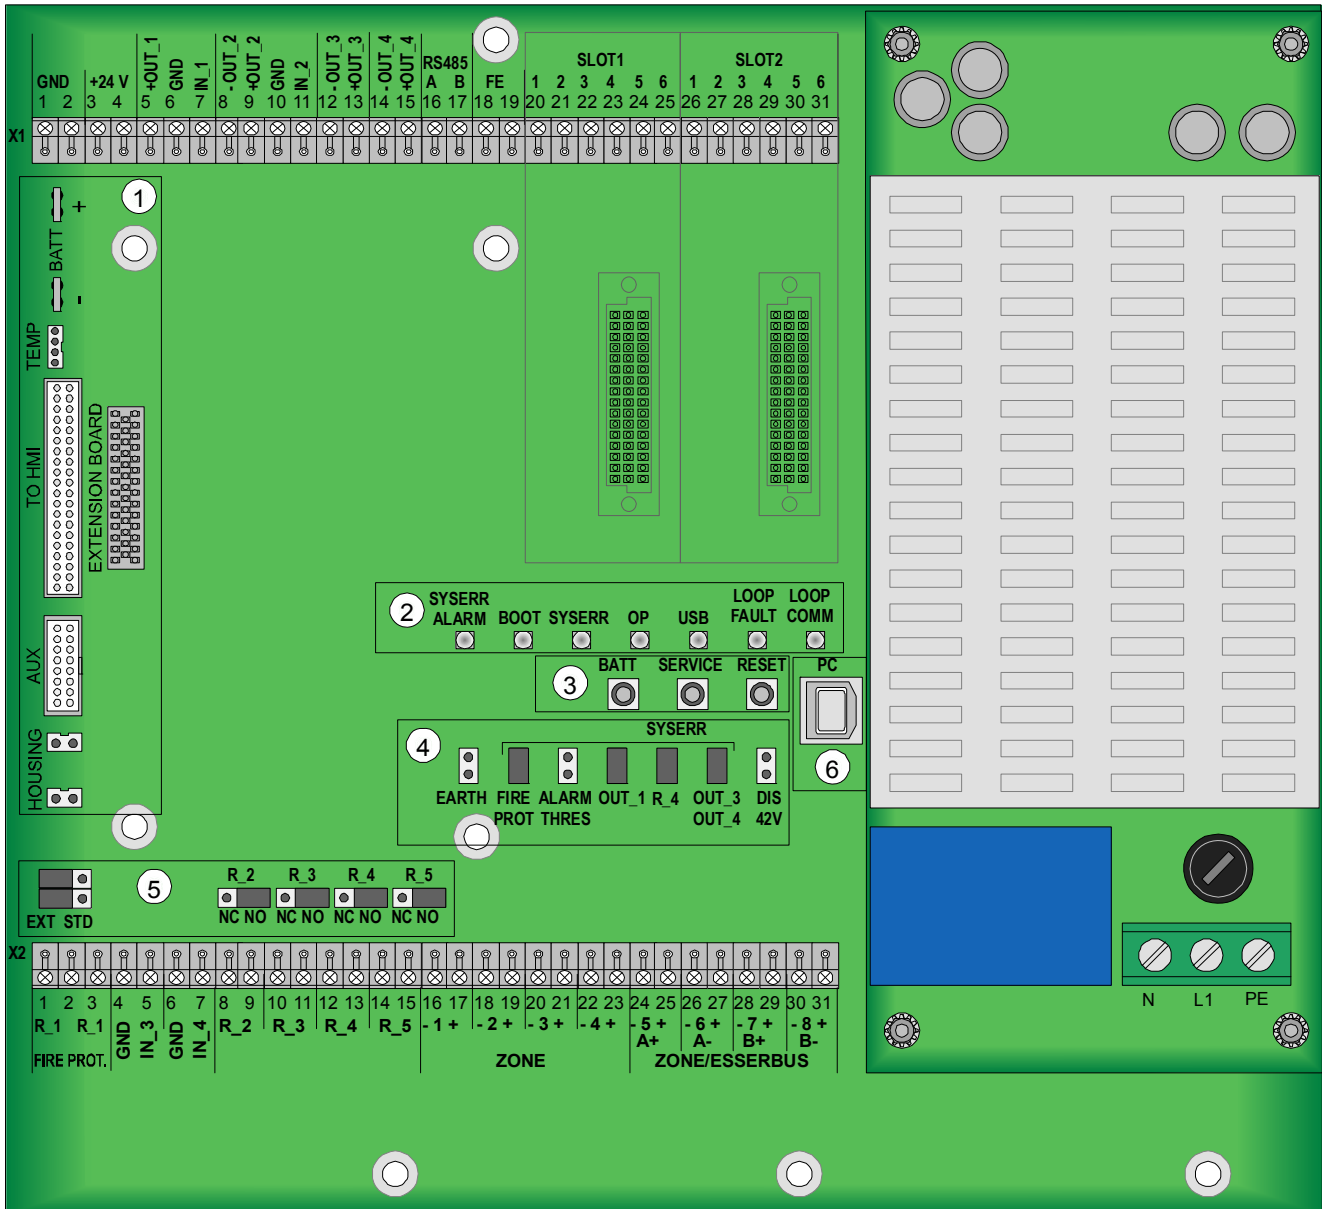 GND +24 V +OUT_1 GND IN_1 -OUT_2 +OUT_2 GND IN_2 -OUT_3 +OUT_3 -OUT_4 +OUT_4 RS485 A B FE SLOT1 SLOT2
1 2 3 4 5 6 1 2 3 4 5 6
1 2 3 4 5 6 7 8 9 10 11 12 13 14 15 16 17 18 19 20 21 22 23 24 25 26 27 28 29 30 31
X1
1
+
BATT
-
TEMP
TO HMI
EXTENSION BOARD
AUX
HOUSING
2
SYSERR ALARM
BOOT
SYSERR
OP
USB
LOOP FAULT
LOOP COMM
3
BATT SERVICE RESET
PC
6
4
SYSERR
EARTH
FIRE PROT
ALARM THRES
OUT_1
R_4
OUT_3 OUT_4
DIS 42V
5
EXT STD
R_2 R_3 R_4 R_5
NC NO NC NO NC NO NC NO
X2
1 2 3 4 5 6 7 8 9 10 11 12 13 14 15 16 17 18 19 20 21 22 23 24 25 26 27 28 29 30 31
R_1 R_1 GND IN_3 GND IN_4 R_2 R_3 R_4 R_5 - 1 + - 2 + - 3 + - 4 + - 5 + - 6 + - 7 + - 8 +
A+ A- B+ B-
FIRE PROT. ZONE ZONE/ESSERBUS
N L1 PE